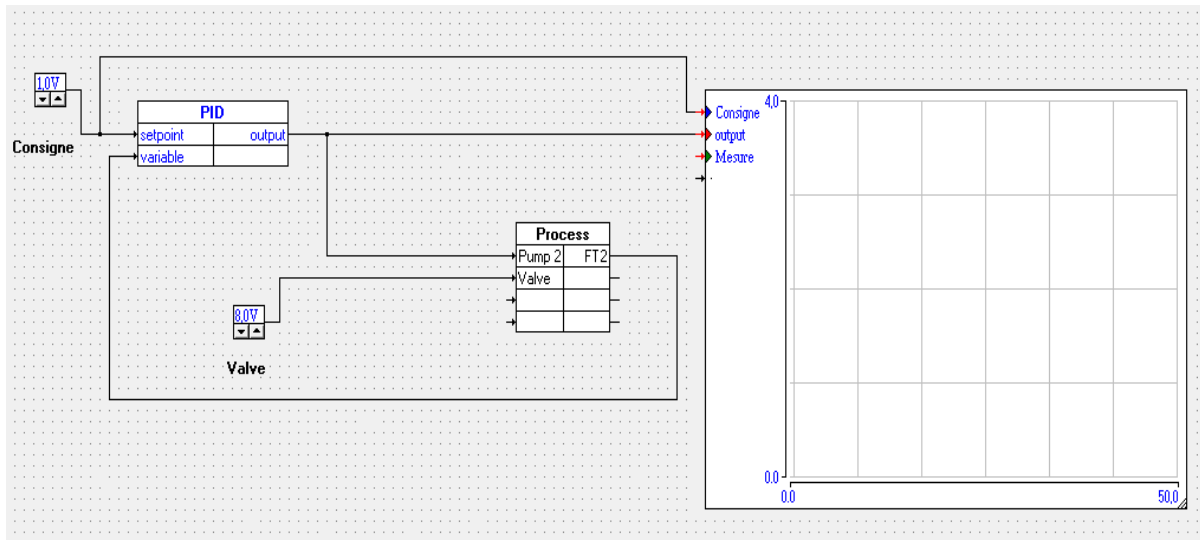 1,0V
Consigne
PID
setpoint output
variable
Process
Pump 2 FT2
Valve
8,0V
Valve
Consigne
output
Mesure
4,0
0.0
0.0 50,0